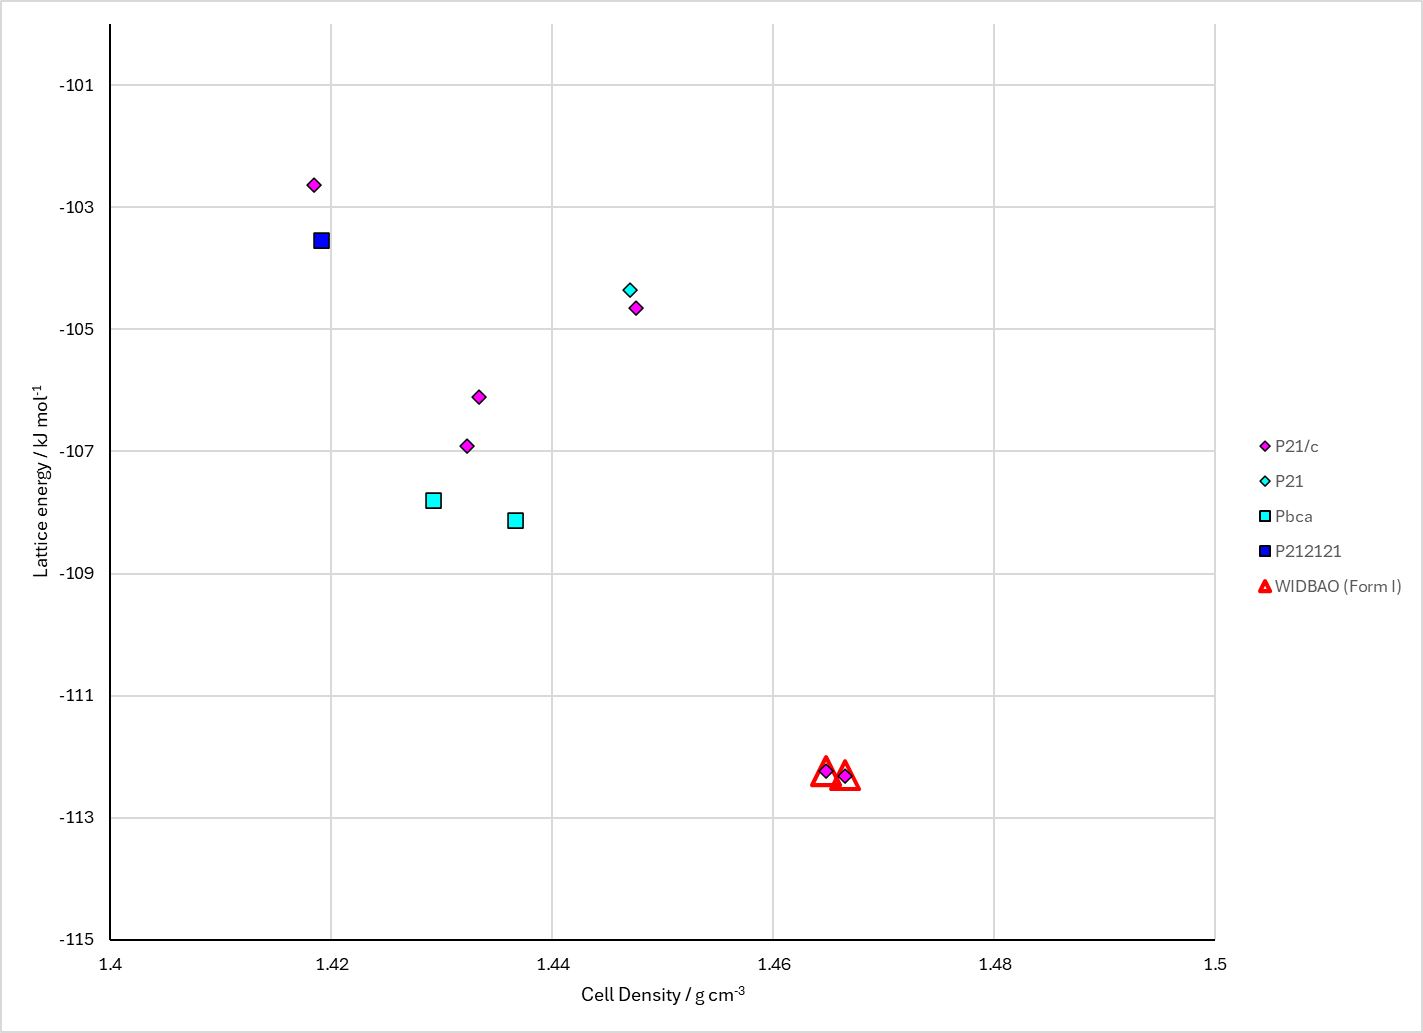 -101
-103
-105
-107
-109
-111
-113
-115
1.4 1.42 1.44 1.46 1.48 1.5
Cell Density / g cm-3
Lattice energy / kJ mol-1
P21/c
P21
Pbca
P212121
WIDBAO (Form I)